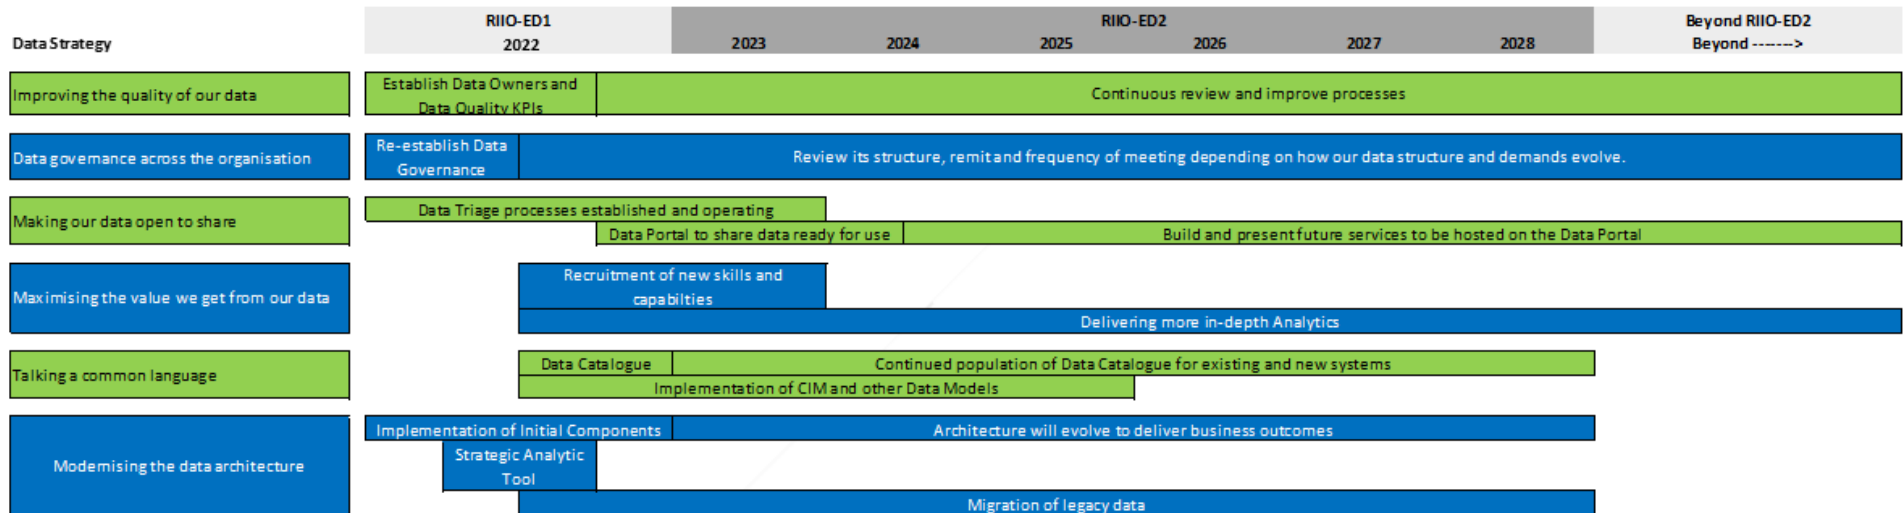 RIIO-ED1 RIIO-ED2 Beyond RIIO-ED2
Data Strategy 2022 2023 2024 2025 2026 2027 2028 Beyond ------->
Improving the quality of our data
Establish Data Owners and
Data Quality KPIs
Continuous review and improve processes
Data governance across the organisation
Re-establish Data
Governance
Review its structure, remit and frequency of meeting depending on how our data structure and demands evolve.
Making our data open to share
Data Triage processes established and operating
Data Portal to share data ready for use
Build and present future services to be hosted on the Data Portal
Maximising the value we get from our data
Recruitment of new skills and
capabilties
Delivering more in-depth Analytics
Talking a common language
Data Catalogue
Continued population of Data Catalogue for existing and new systems
Implementation of CIM and other Data Models
Modernising the data architecture
Implementation of Initial Components
Architecture will evolve to deliver business outcomes
Strategic Analytic
Tool
Migration of legacy data